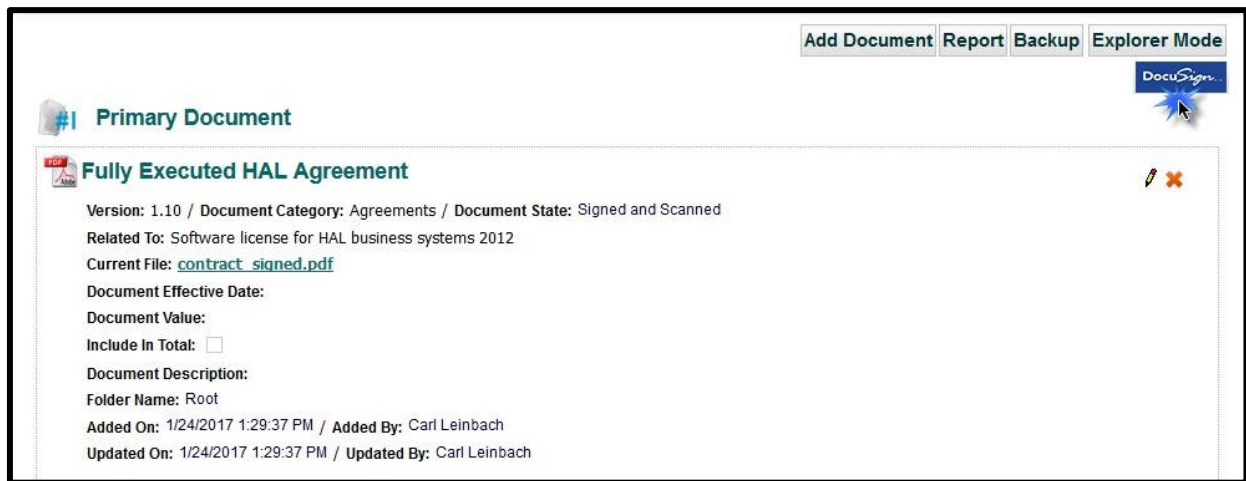 Add Document Report Backup Explorer Mode
DocuSign..
#1 Primary Document
PDF Adobe Fully Executed HAL Agreement
Version: 1.10 / Document Category: Agreements / Document State: Signed and Scanned
Related To: Software license for HAL business systems 2012
Current File: contract_signed.pdf
Document Effective Date:
Document Value:
Include In Total:
Document Description:
Folder Name: Root
Added On: 1/24/2017 1:29:37 PM / Added By: Carl Leinbach
Updated On: 1/24/2017 1:29:37 PM / Updated By: Carl Leinbach